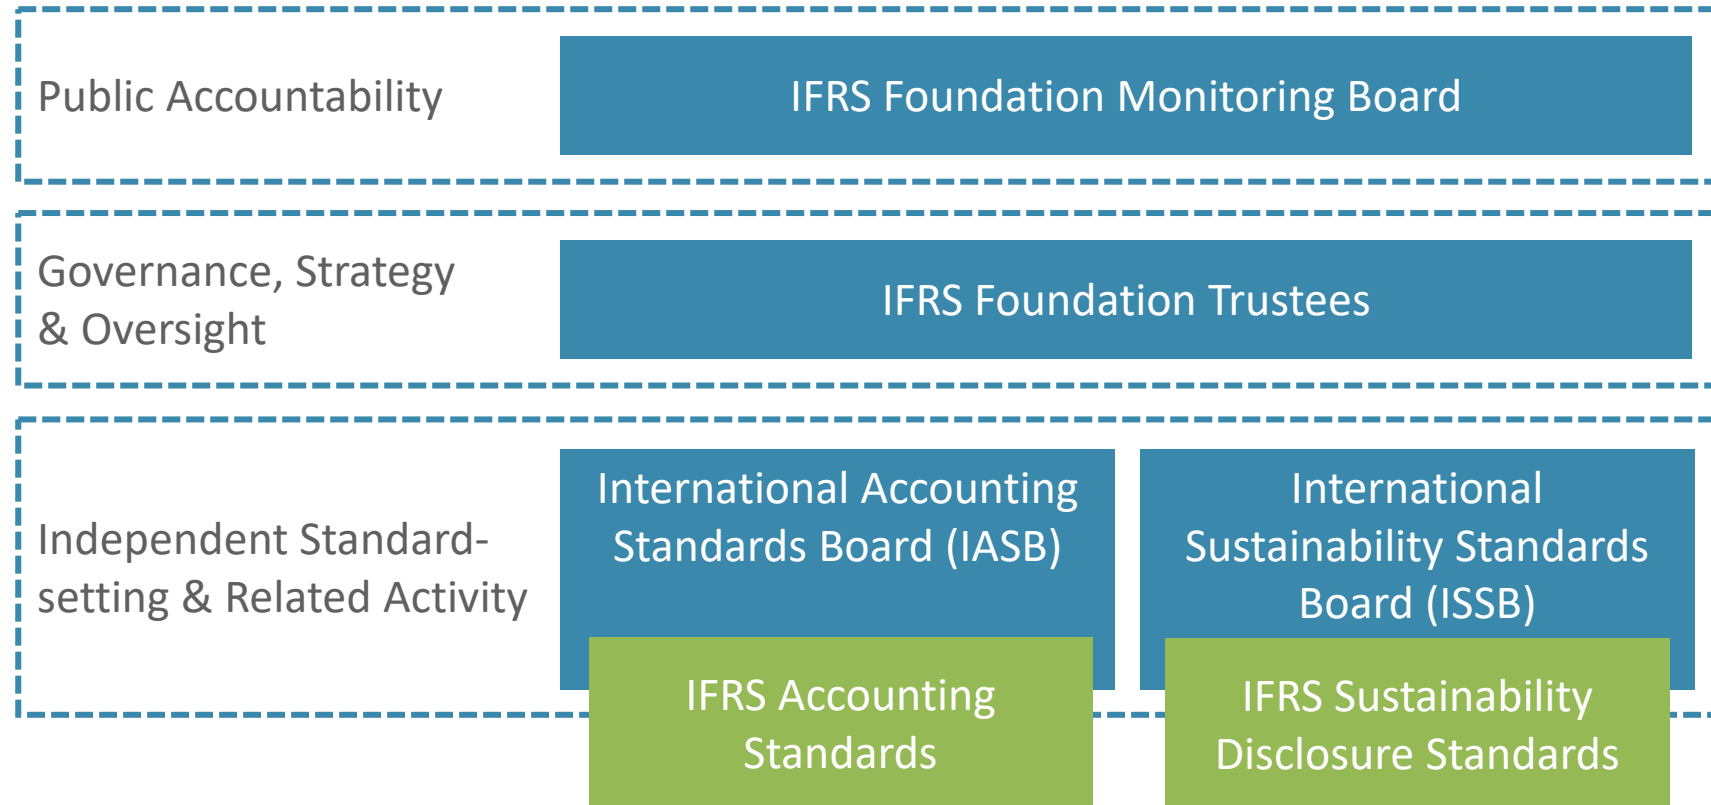 Public Accountability
IFRS Foundation Monitoring Board
Governance, Strategy
& Oversight
IFRS Foundation Trustees
Independent Standard-
setting & Related Activity
International Accounting
Standards Board (IASB)
IFRS Accounting
Standards
International
Sustainability Standards
Board (ISSB)
IFRS Sustainability
Disclosure Standards